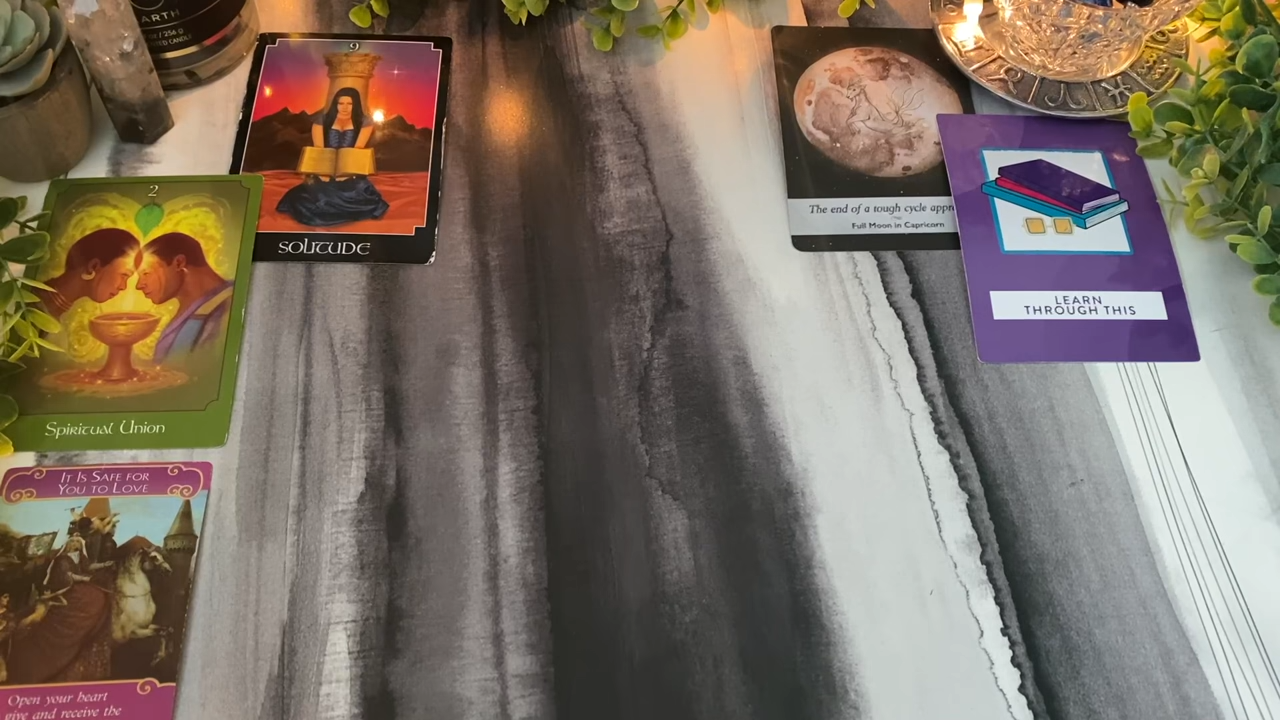 ARTH
9
SOLITUDE
2
Spiritual Union
IT IS SAFE FOR
YOU TO LOVE
Open your heart
give and receive the
The end of a tough cycle appr
Full Moon in Capricorn
LEARN
THROUGH THIS